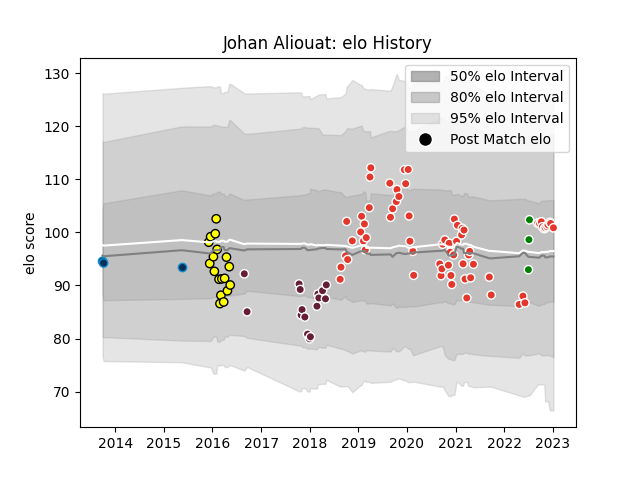 Johan Aliouat: elo History
50% elo Interval
80% elo Interval
95% elo Interval
Post Match elo
elo score
130
120
110
100
90
80
70
2014 2015 2016 2017 2018 2019 2020 2021 2022 2023